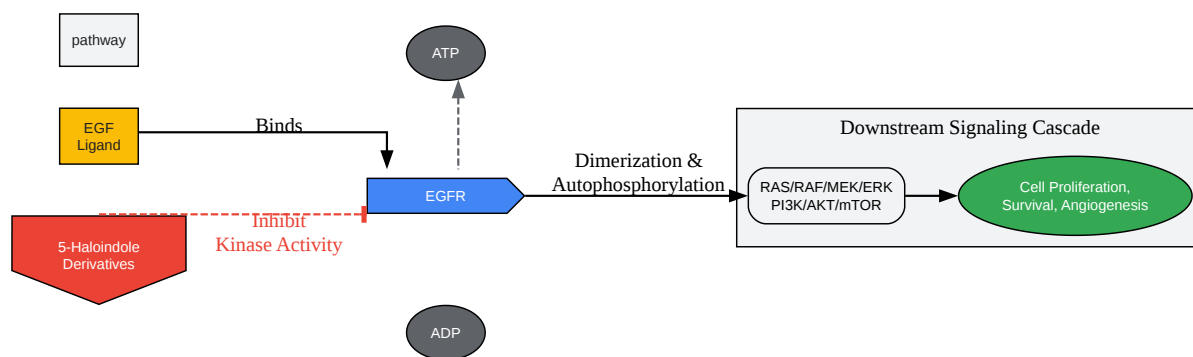 pathway
ATP
EGF
Ligand
Binds
Downstream Signaling Cascade
Dimerization &
Autophosphorylation
EGFR
RAS/RAF/MEK/ERK
PI3K/AKT/mTOR
Cell Proliferation,
Survival, Angiogenesis
Inhibit
Kinase Activity
5-Haloindole
Derivatives
ADP